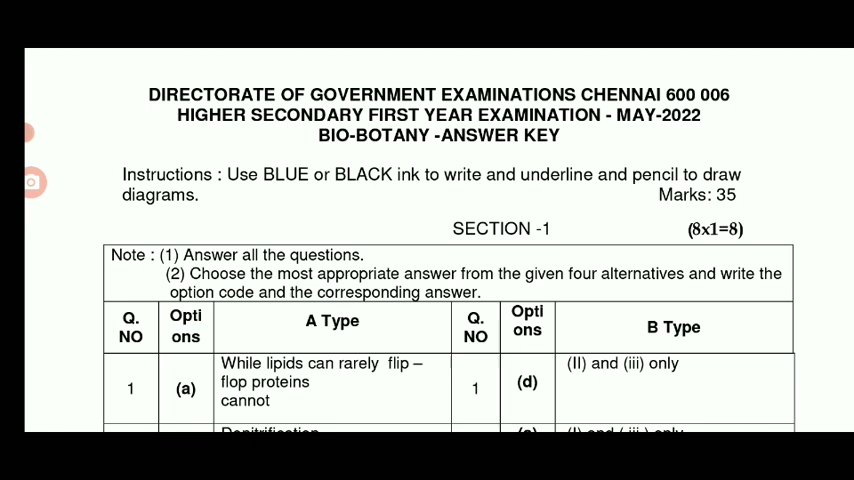 DIRECTORATE OF GOVERNMENT EXAMINATIONS CHENNAI 600 006
HIGHER SECONDARY FIRST YEAR EXAMINATION - MAY-2022
BIO-BOTANY -ANSWER KEY
Instructions : Use BLUE or BLACK ink to write and underline and pencil to draw
diagrams. Marks: 35
SECTION -1 (8x1=8)
Note : (1) Answer all the questions.
(2) Choose the most appropriate answer from the given four alternatives and write the
option code and the corresponding answer.
Q. NO Opti ons A Type Q. NO Opti ons B Type
1 (a) While lipids can rarely flip –
flop proteins
cannot
1 (d) (II) and (iii) only
Denitrification (I) and ( iii ) only